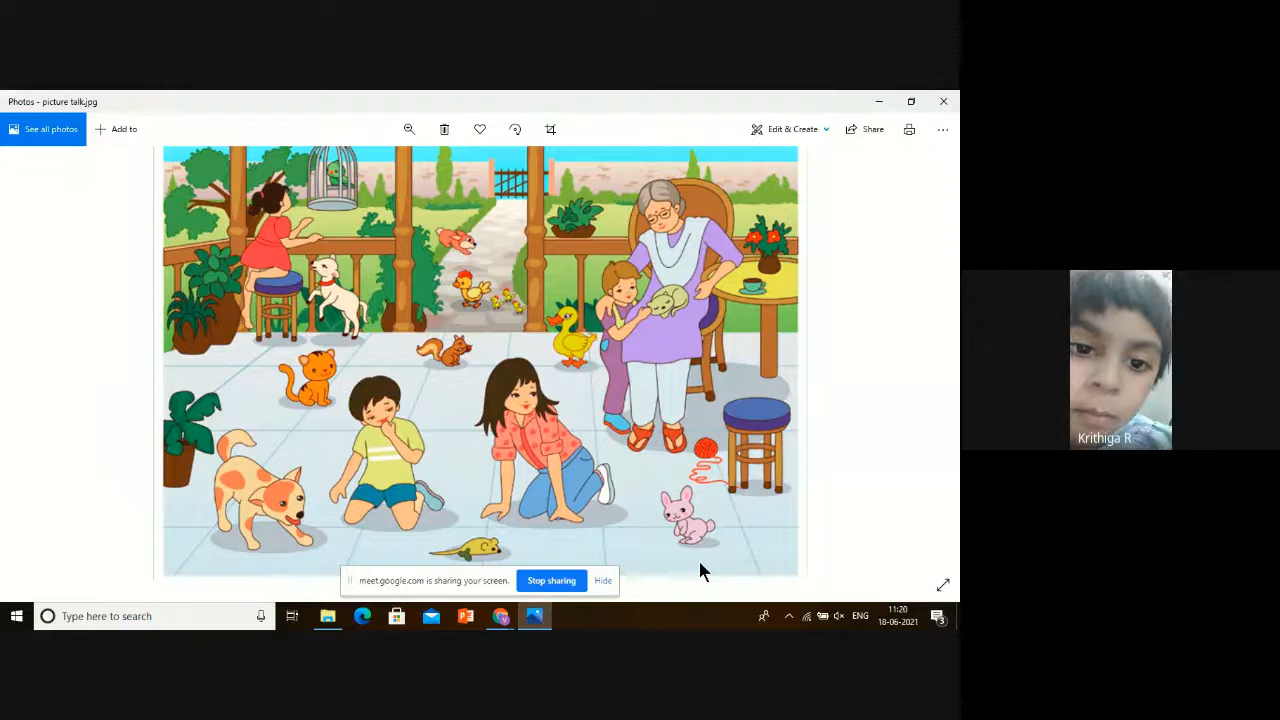 Photos - picture talk.jpg
See all photos
Add to
Edit & Create
Share
Krithiga R
meet.google.com is sharing your screen.
Stop sharing
Hide
Type here to search
ENG
11:20
18-06-2021
3